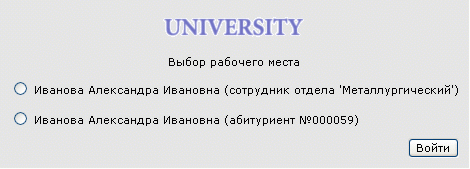 UNIVERSITY
Выбор рабочего места
Иванова Александра Ивановна (сотрудник отдела 'Металлургический')
Иванова Александра Ивановна (абитуриент №000059)
Войти